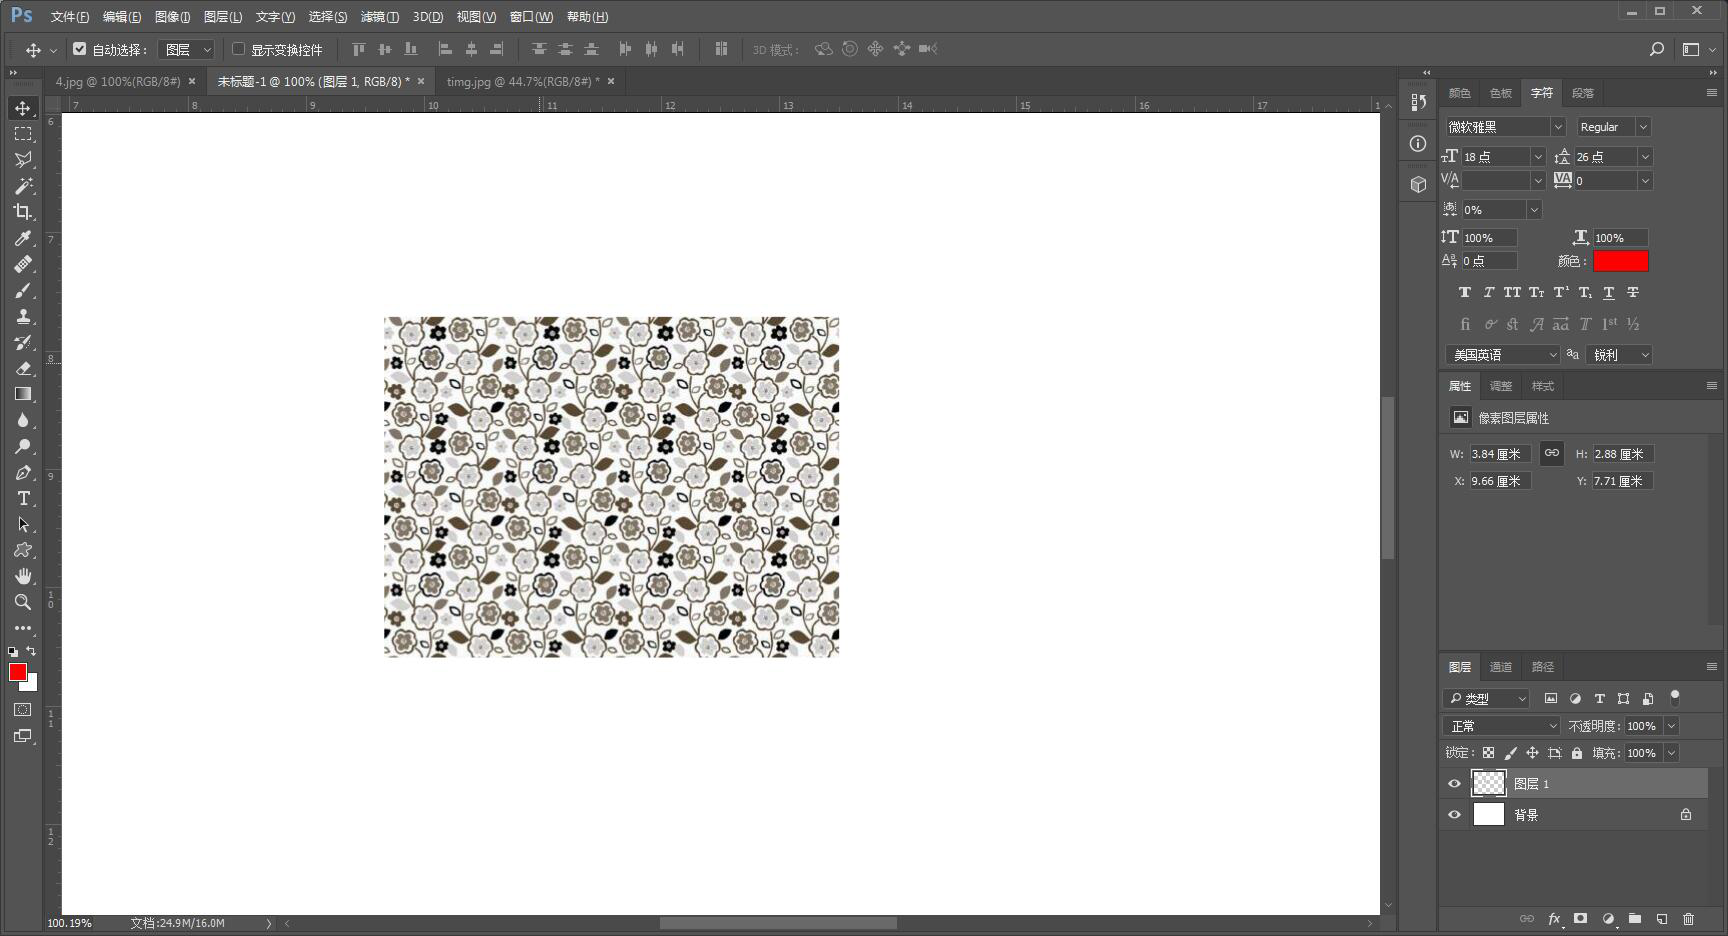 Ps 文件(F) 编辑(E) 图像(I) 图层(L) 文字(Y) 选择(S) 滤镜(T) 3D(D) 视图(V) 窗口(W) 帮助(H)
自动选择： 图层 显示变换控件 3D 模式：
4.jpg @ 100%(RGB/8#) 未标题-1 @ 100% (图层 1, RGB/8) * timg.jpg @ 44.7%(RGB/8#) *
7 8 9 10 11 12 13 14 15 16 17 1
6
7
8
9
10
11
12
颜色 色板 字符 段落
微软雅黑 Regular
18 点 26 点
0
0%
100% 100%
0 点 颜色：
T T TT Tт T¹ T₁ T T
fi st aa 1st ½
美国英语 aa 锐利
属性 调整 样式
像素图层属性
W: 3.84 厘米 H: 2.88 厘米
X: 9.66 厘米 Y: 7.71 厘米
图层 通道 路径
类型
正常 不透明度: 100%
锁定: 填充: 100%
图层 1
背景
fx
100.19% 文档:24.9M/16.0M